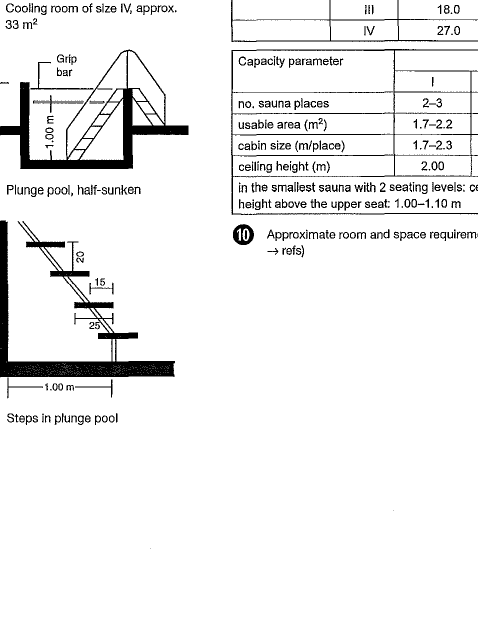 Cooling room of size IV, approx.
33 m²
Grip
bar
1.00 m
Plunge pool, half-sunken
20
15
25
1.00 m
Steps in plunge pool
III 18.0
IV 27.0
Capacity parameter
I
no. sauna places 2–3
usable area (m²) 1.7–2.2
cabin size (m/place) 1.7–2.3
ceiling height (m) 2.00
in the smallest sauna with 2 seating levels: ce
height above the upper seat: 1.00–1.10 m
10 Approximate room and space requireme
→ refs)